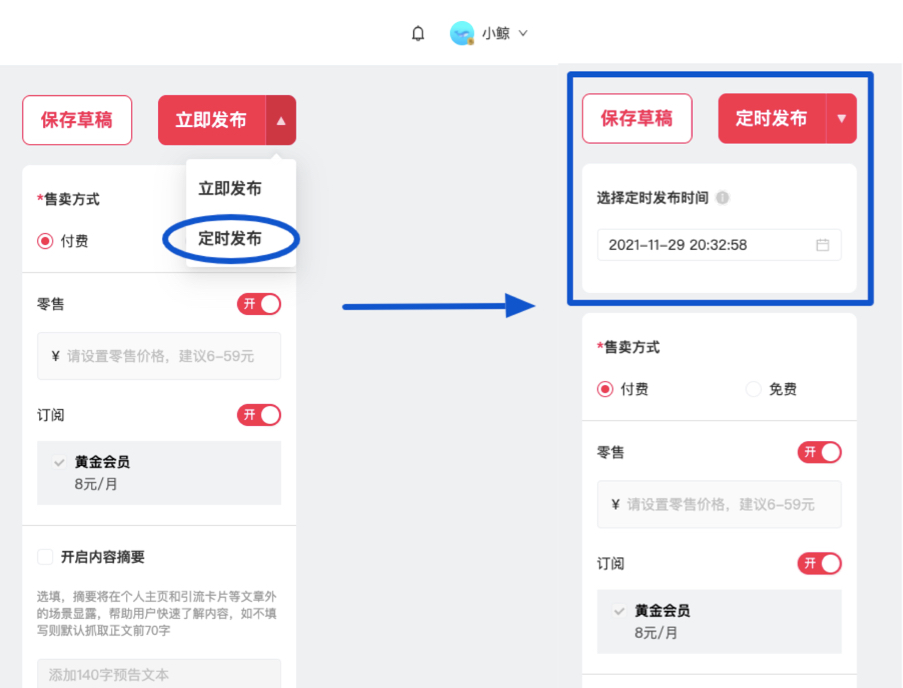 小鲸
保存草稿
立即发布
立即发布
定时发布
*售卖方式
付费
零售
开
¥ 请设置零售价格，建议6-59元
订阅
开
黄金会员
8元/月
开启内容摘要
选填，摘要将在个人主页和引流卡片等文章外
的场景显露，帮助用户快速了解内容，如不填
写则默认抓取正文前70字
添加140字预告文本
保存草稿
定时发布
选择定时发布时间
2021-11-29 20:32:58
*售卖方式
付费
免费
零售
开
¥ 请设置零售价格，建议6-59元
订阅
开
黄金会员
8元/月